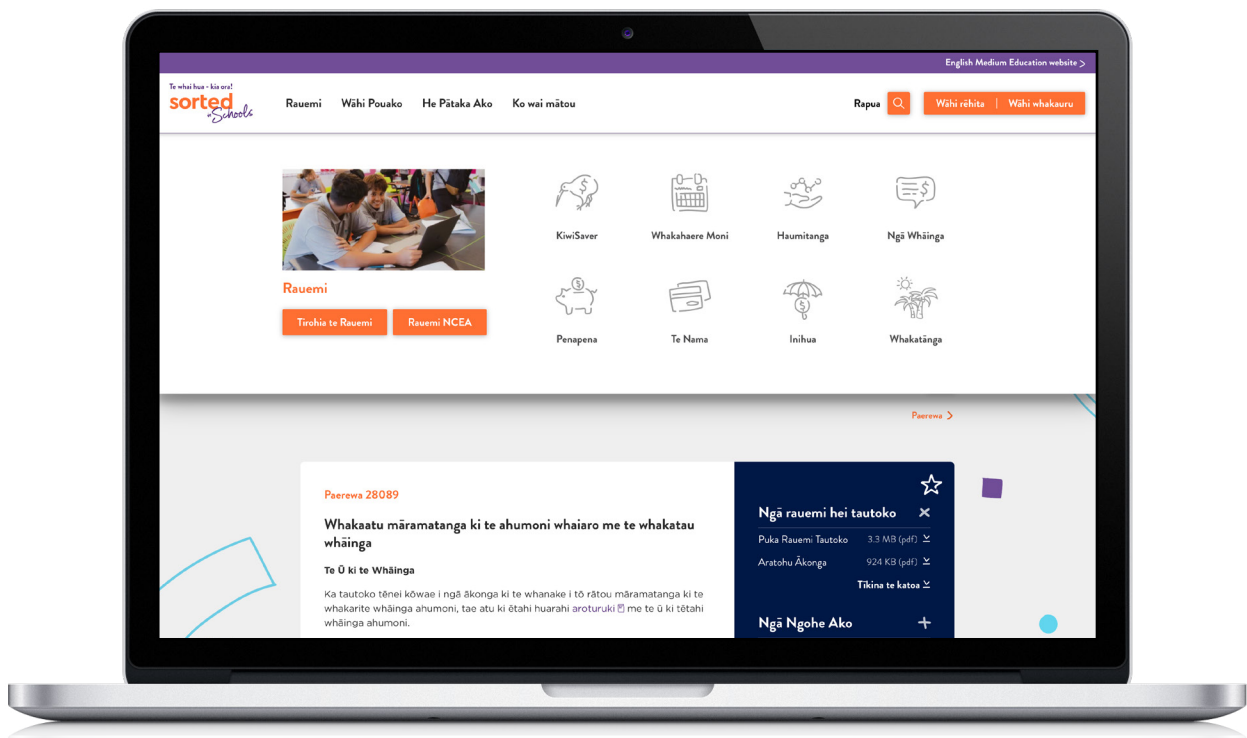 English Medium Education website >
Te whai hua - kia ora!
sorted
in Schools
Rauemi
Wāhi Pouako
He Pātaka Ako
Ko wai mātou
Rapua
Wāhi rēhita | Wāhi whakauru
KiwiSaver
Whakahaere Moni
Haumitanga
Ngā Whāinga
Rauemi
Tirohia te Rauemi
Rauemi NCEA
Penapena
Te Nama
Inihua
Whakatānga
Paerewa >
Paerewa 28089
Whakaatu māramatanga ki te ahumoni whaiaro me te whakatau
whāinga
Te Ū ki te Whāinga
Ka tautoko tēnei kōwae i ngā ākonga ki te whanake i tō rātou māramatanga ki te
whakarite whāinga ahumoni, tae atu ki ētahi huarahi aroturuki me te ū ki tētahi
whāinga ahumoni.
Ngā rauemi hei tautoko
Puka Rauemi Tautoko 3.3 MB (pdf)
Aratohu Ākonga 924 KB (pdf)
Tīkina te katoa
Ngā Ngohe Ako